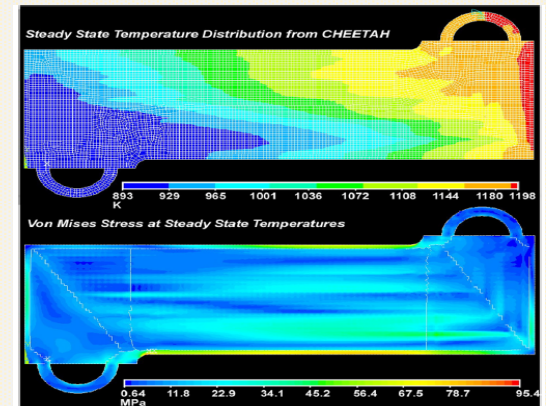 Steady State Temperature Distribution from CHEETAH
893 929 965 1001 1036 1072 1108 1144 1180 1198
K
Von Mises Stress at Steady State Temperatures
0.64 11.8 22.9 34.1 45.2 56.4 67.5 78.7 95.4
MPa